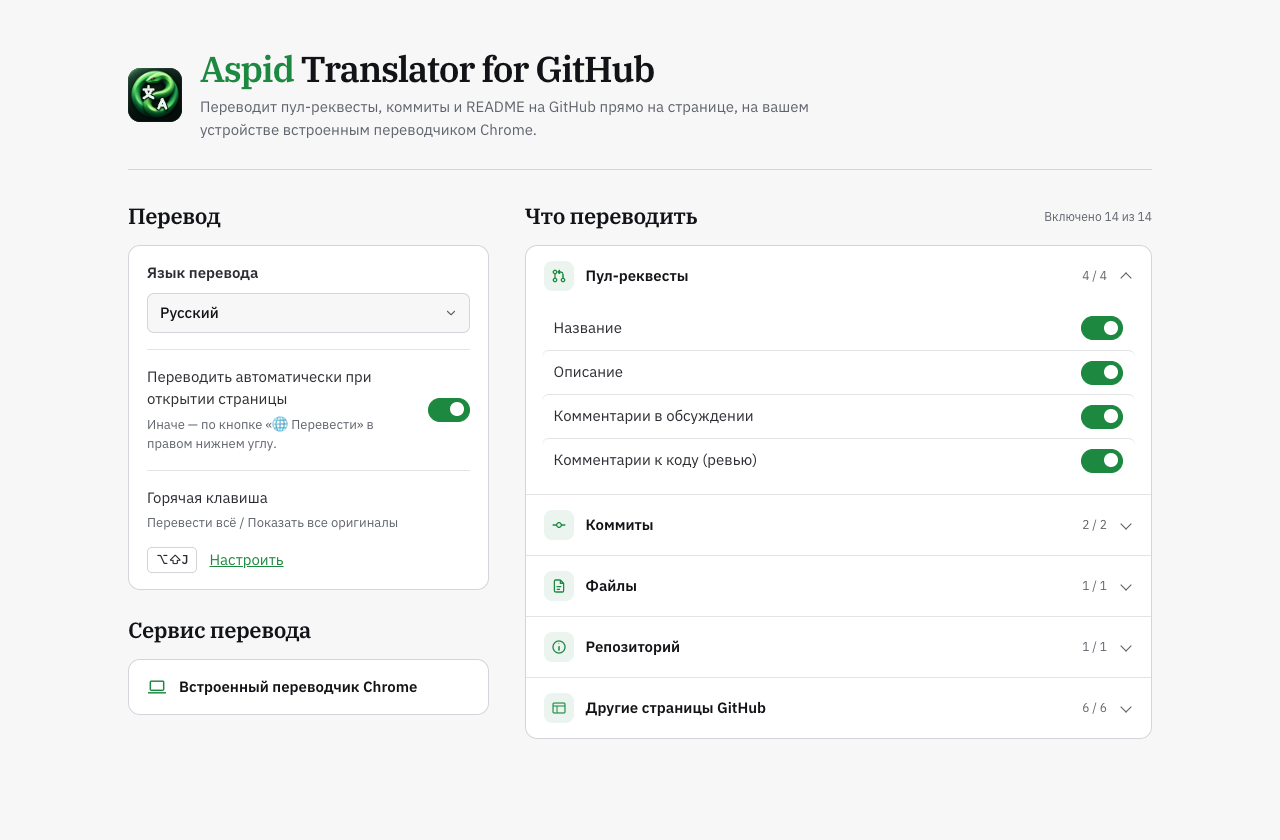 Aspid Translator for GitHub
Переводит пул-реквесты, коммиты и README на GitHub прямо на странице, на вашем
устройстве встроенным переводчиком Chrome.
Перевод
Язык перевода
Русский
Переводить автоматически при
открытии страницы
Иначе — по кнопке «🌐 Перевести» в
правом нижнем углу.
Горячая клавиша
Перевести всё / Показать все оригиналы
⌥⇧J Настроить
Сервис перевода
Встроенный переводчик Chrome
Что переводить
Включено 14 из 14
Пул-реквесты 4 / 4
Название
Описание
Комментарии в обсуждении
Комментарии к коду (ревью)
Коммиты 2 / 2
Файлы 1 / 1
Репозиторий 1 / 1
Другие страницы GitHub 6 / 6